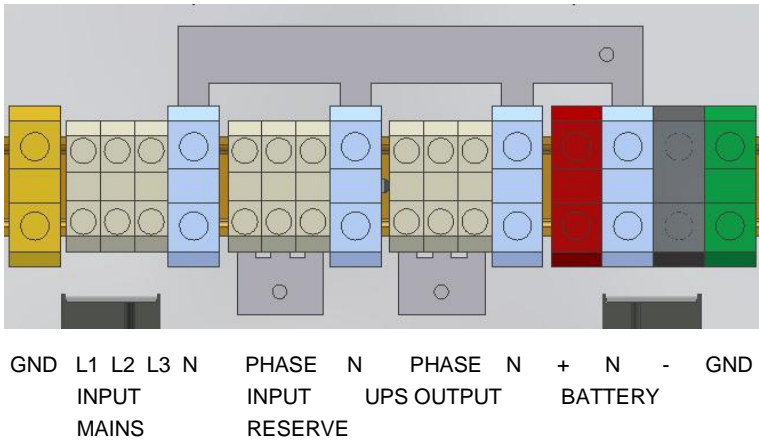 GND L1 L2 L3 N PHASE N PHASE N + N - GND
INPUT INPUT UPS OUTPUT BATTERY
MAINS RESERVE